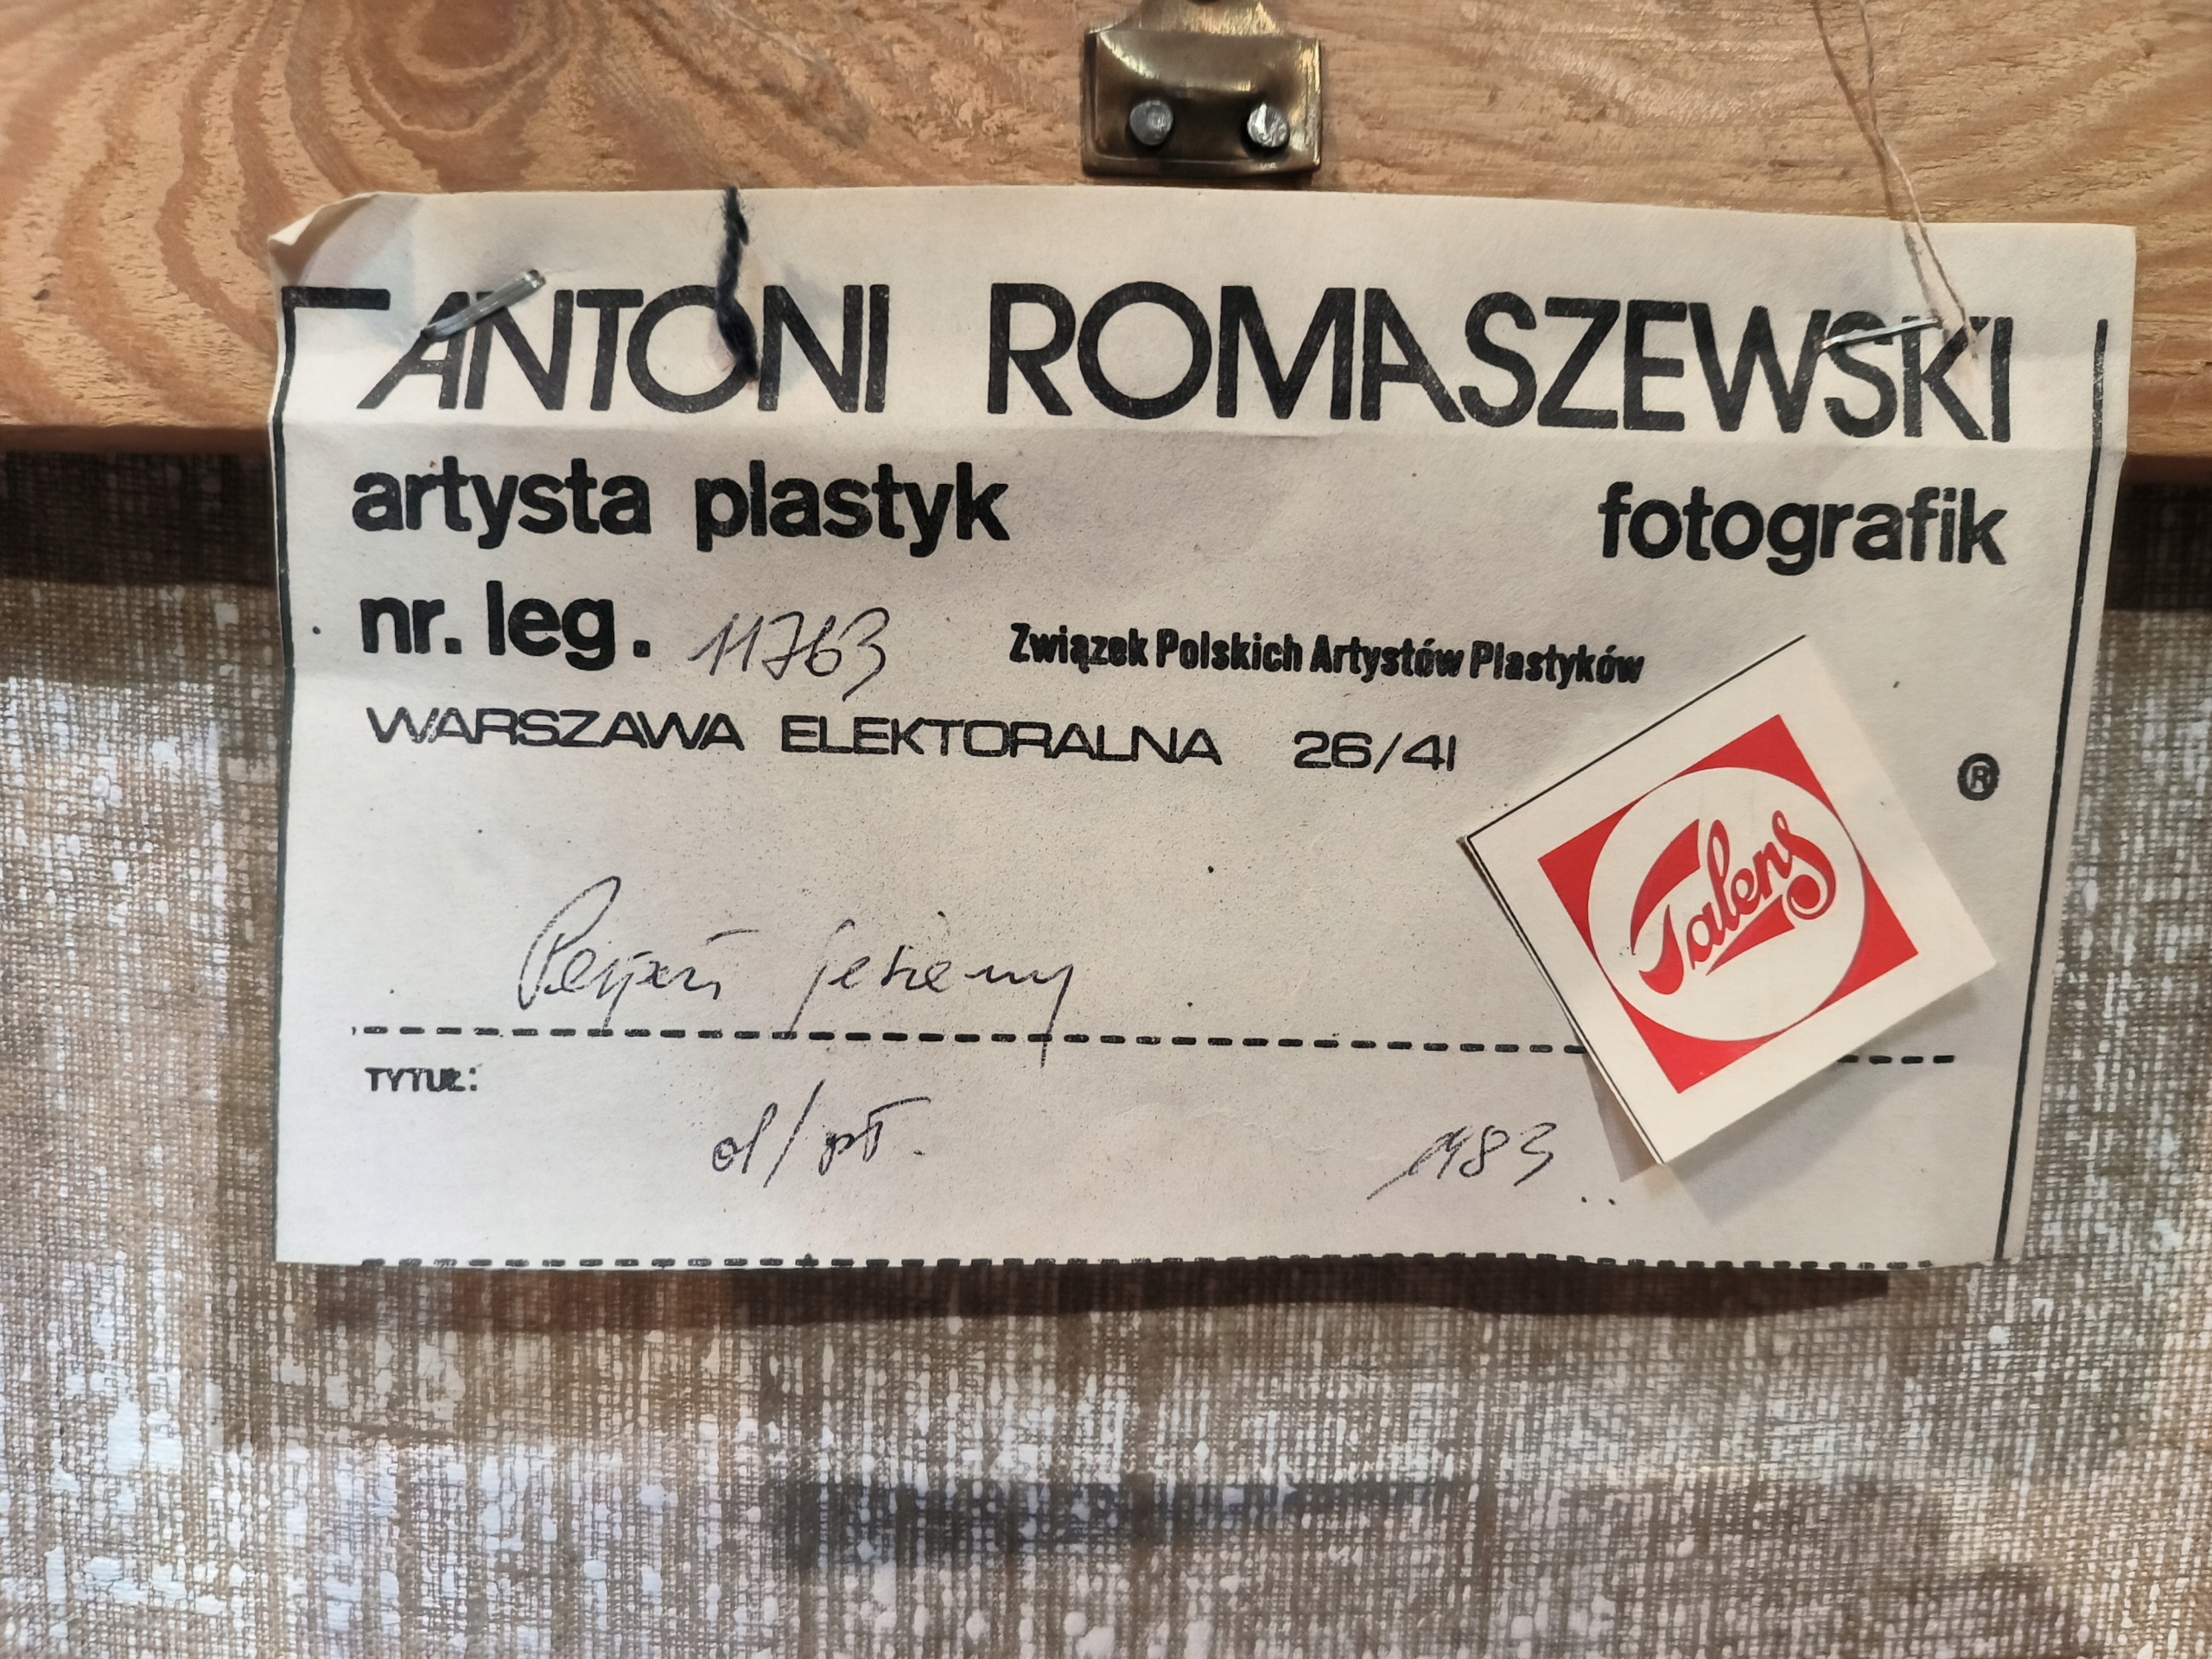 ANTONI ROMASZEWSKI
artysta plastyk fotografik
nr. leg. 11763 Związek Polskich Artystów Plastyków
WARSZAWA ELEKTORALNA 26/41
®
Talens
Pejzaż jesienny
TYTUŁ:
ol/pł. 1983